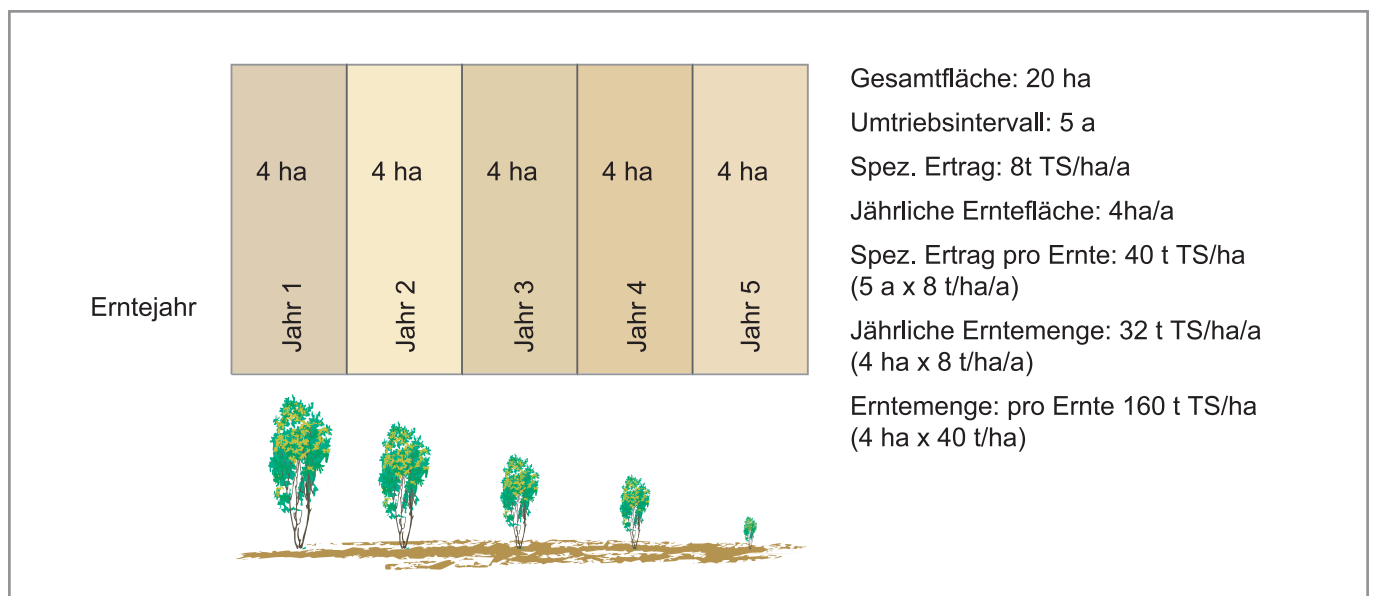 4 ha 4 ha 4 ha 4 ha 4 ha
Erntejahr
Jahr 1
Jahr 2
Jahr 3
Jahr 4
Jahr 5
Gesamtfläche: 20 ha
Umtriebsintervall: 5 a
Spez. Ertrag: 8t TS/ha/a
Jährliche Erntefläche: 4ha/a
Spez. Ertrag pro Ernte: 40 t TS/ha
(5 a x 8 t/ha/a)
Jährliche Erntemenge: 32 t TS/ha/a
(4 ha x 8 t/ha/a)
Erntemenge: pro Ernte 160 t TS/ha
(4 ha x 40 t/ha)